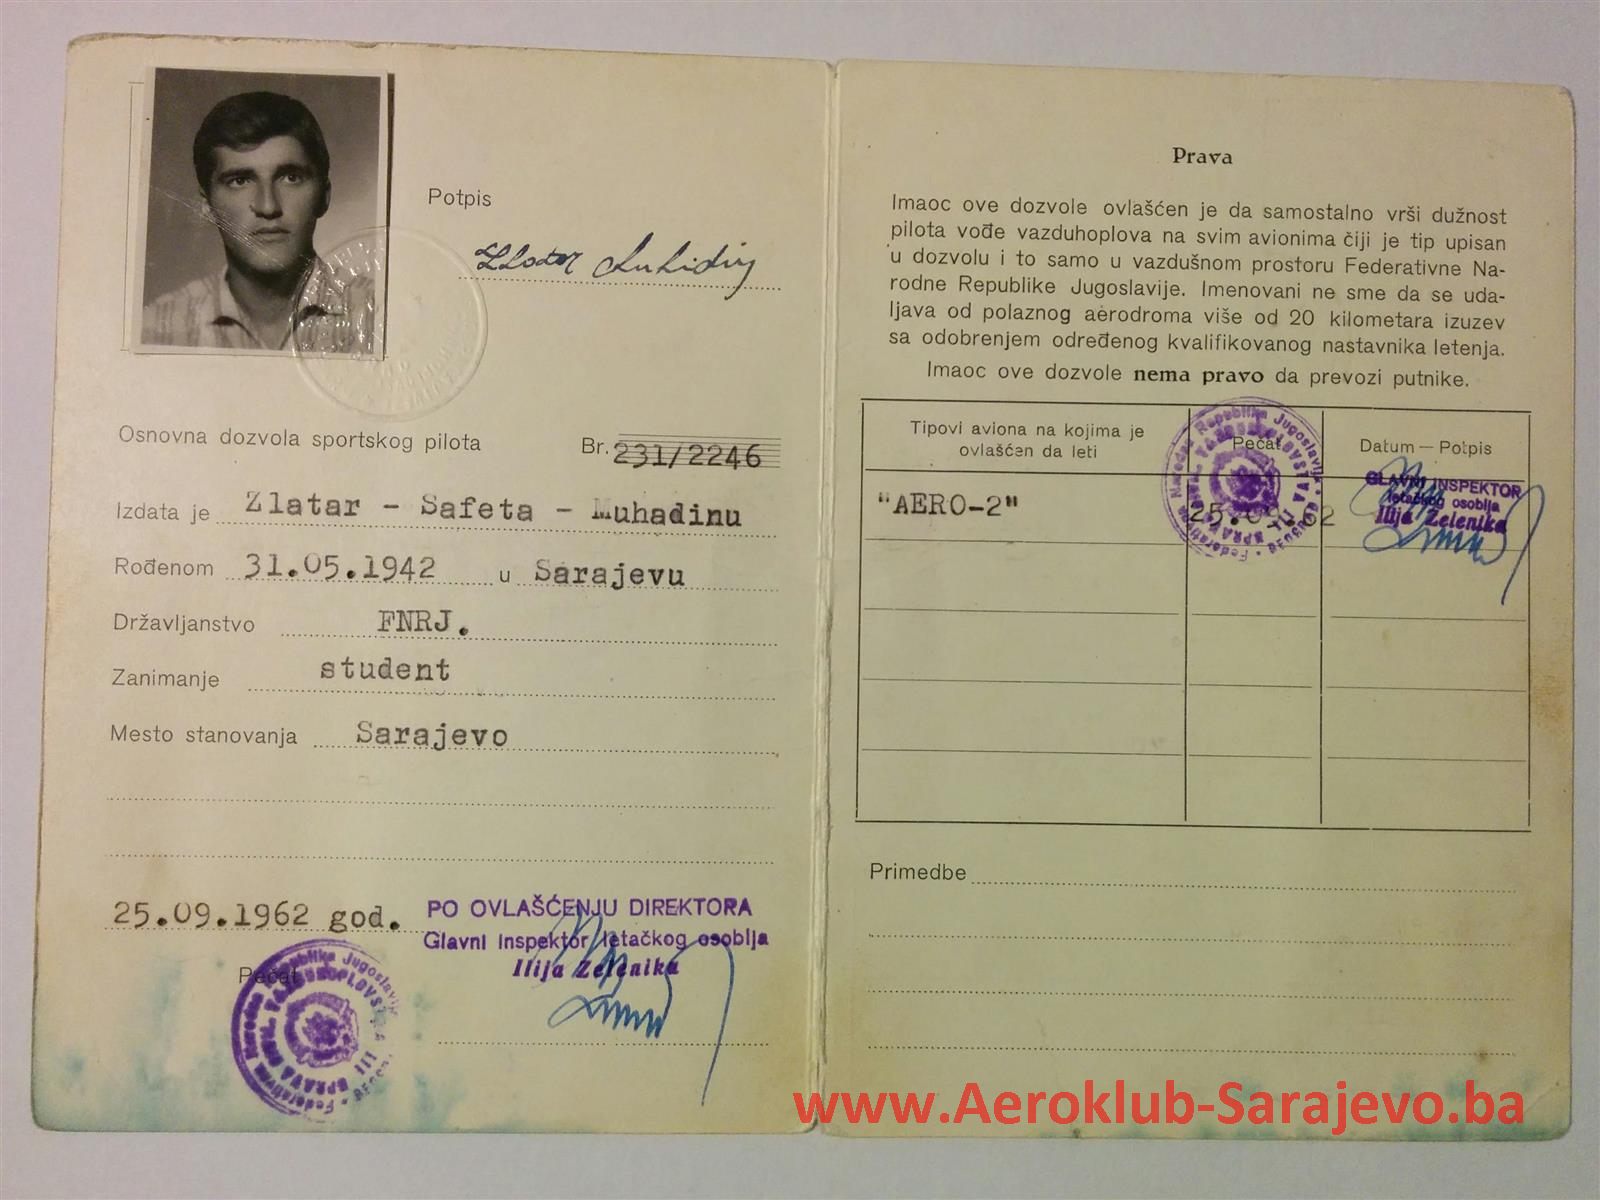 Potpis
Zlatar Muhidin
Osnovna dozvola sportskog pilota Br. 231/2246
Izdata je Zlatar - Safeta - Muhadinu
Rođenom 31.05.1942 u Sarajevu
Državljanstvo FNRJ.
Zanimanje student
Mesto stanovanja Sarajevo
25.09.1962 god.
PO OVLAŠĆENJU DIREKTORA
Glavni inspektor letačkog osoblja
Ilija Zelenika
Pečat
Prava
Imaoc ove dozvole ovlašćen je da samostalno vrši dužnost
pilota vođe vazduhoplova na svim avionima čiji je tip upisan
u dozvolu i to samo u vazdušnom prostoru Federativne Na-
rodne Republike Jugoslavije. Imenovani ne sme da se uda-
ljava od polaznog aerodroma više od 20 kilometara izuzev
sa odobrenjem određenog kvalifikovanog nastavnika letenja.
Imaoc ove dozvole nema pravo da prevozi putnike.
Tipovi aviona na kojima je
ovlašćen da leti
Pečat
Datum — Potpis
"AERO-2"
25.09.62
GLAVNI INSPEKTOR
letačkog osoblja
Ilija Zelenika
Primedbe
www.Aeroklub-Sarajevo.ba